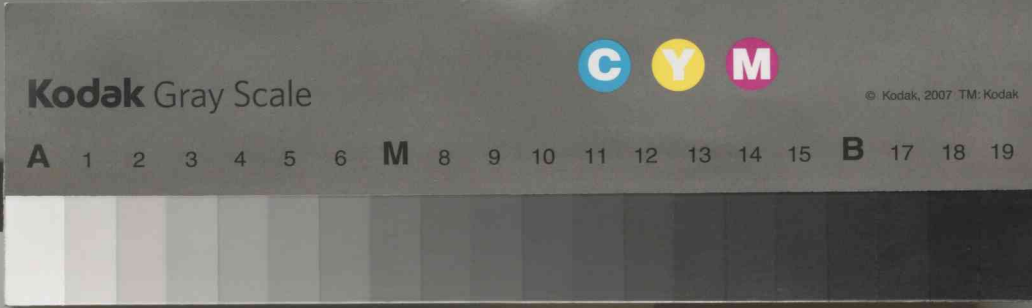 C Y M
Kodak Gray Scale
© Kodak, 2007 TM: Kodak
A 1 2 3 4 5 6 M 8 9 10 11 12 13 14 15 B 17 18 19